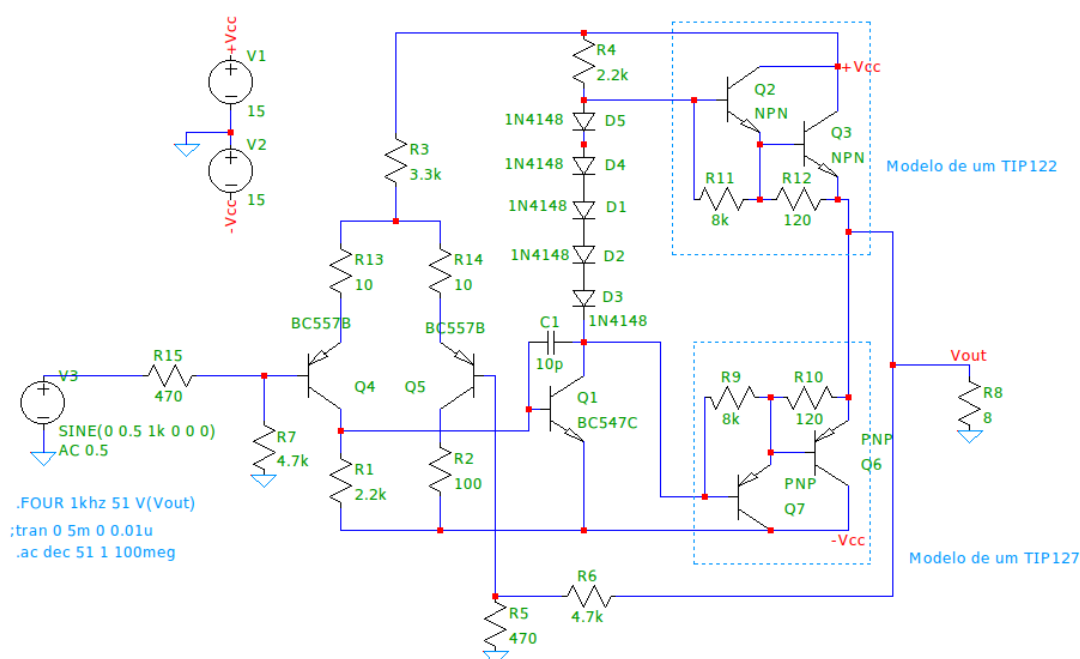 +Vcc
V1
15
V2
15
-Vcc
R3
3.3k
R4
2.2k
1N4148
D5
1N4148
D4
1N4148
D1
1N4148
D2
D3
1N4148
Q2
NPN
+Vcc
Q3
NPN
R11
8k
R12
120
Modelo de um TIP122
R13
10
R14
10
BC557B
BC557B
C1
10p
Q4
Q5
Q1
BC547C
R15
470
V3
SINE(0 0.5 1k 0 0 0)
AC 0.5
R7
4.7k
R1
2.2k
R2
100
R9
8k
R10
120
PNP
Q6
PNP
Q7
-Vcc
Modelo de um TIP127
Vout
R8
8
.FOUR 1khz 51 V(Vout)
;tran 0 5m 0 0.01u
.ac dec 51 1 100meg
R6
4.7k
R5
470